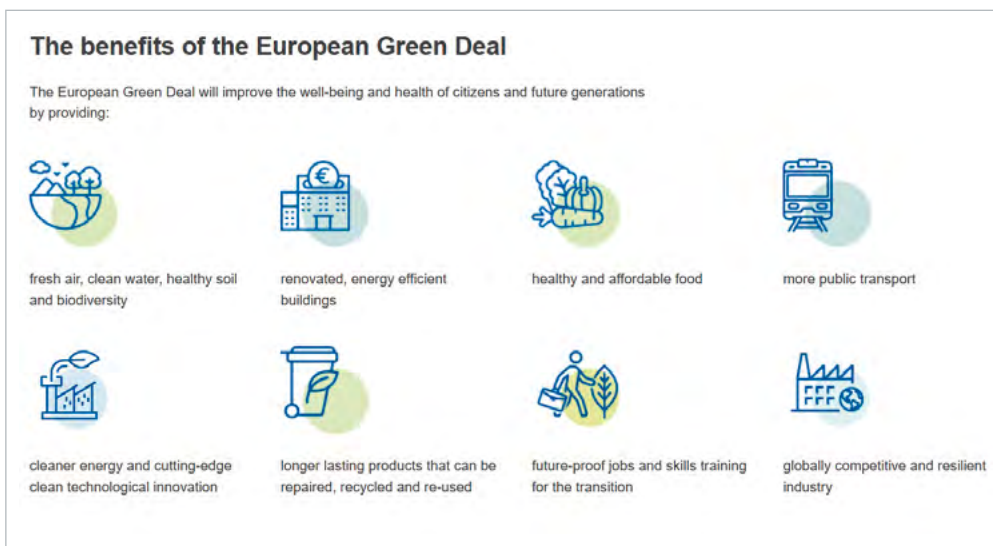 The benefits of the European Green Deal
The European Green Deal will improve the well-being and health of citizens and future generations
by providing:
€
fresh air, clean water, healthy soil
and biodiversity
renovated, energy efficient
buildings
healthy and affordable food
more public transport
cleaner energy and cutting-edge
clean technological innovation
longer lasting products that can be
repaired, recycled and re-used
future-proof jobs and skills training
for the transition
globally competitive and resilient
industry